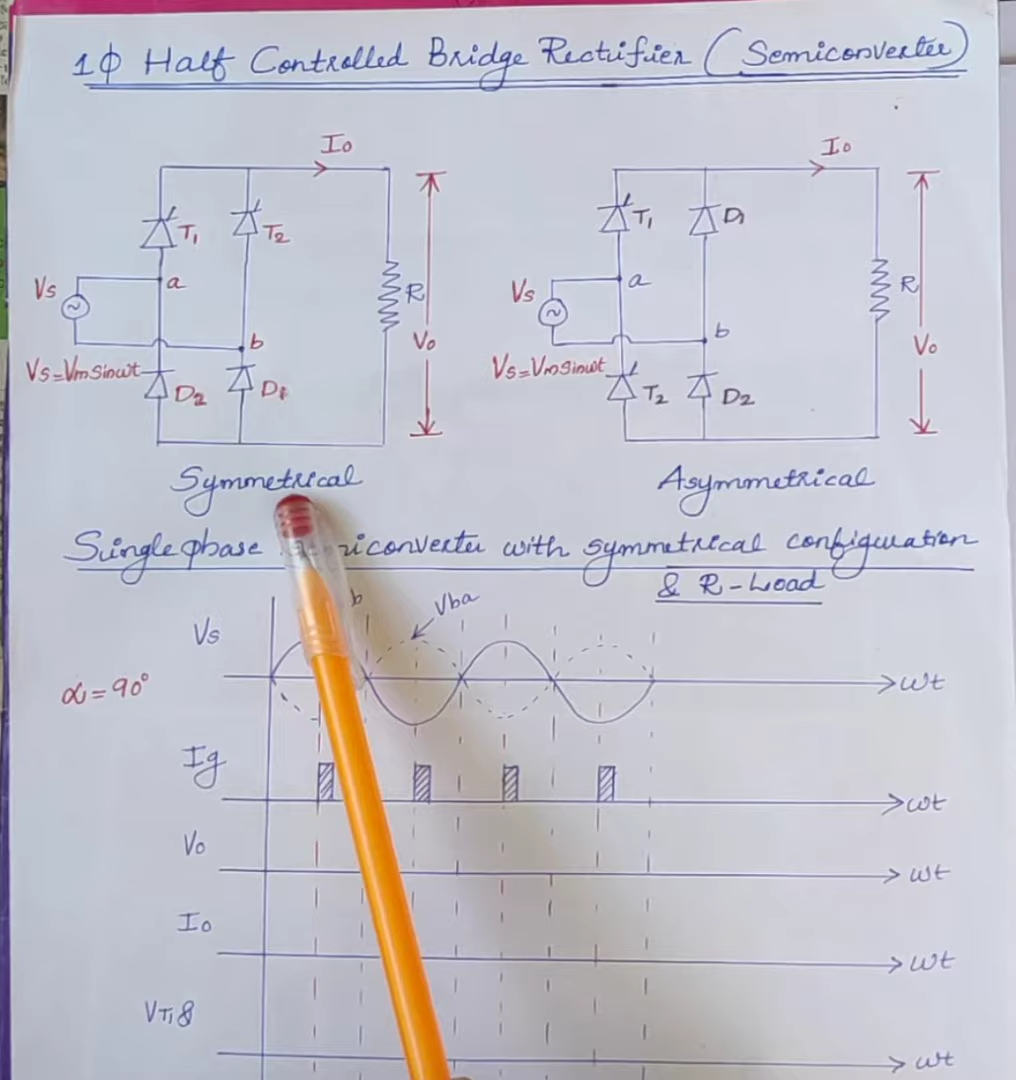 1ϕ Half Controlled Bridge Rectifier (Semiconverter)
Io
T1
T2
a
Vs
R
b
Vo
Vs=Vmsinωt
D2
D1
Symmetrical
Io
T1
D1
a
Vs
R
b
Vo
Vs=Vmsinωt
T2
D2
Asymmetrical
Single phase converter with symmetrical configuration
& R-Load
b
Vba
Vs
ωt
α=90°
Ig
ωt
Vo
ωt
Io
ωt
VT1 &
ωt